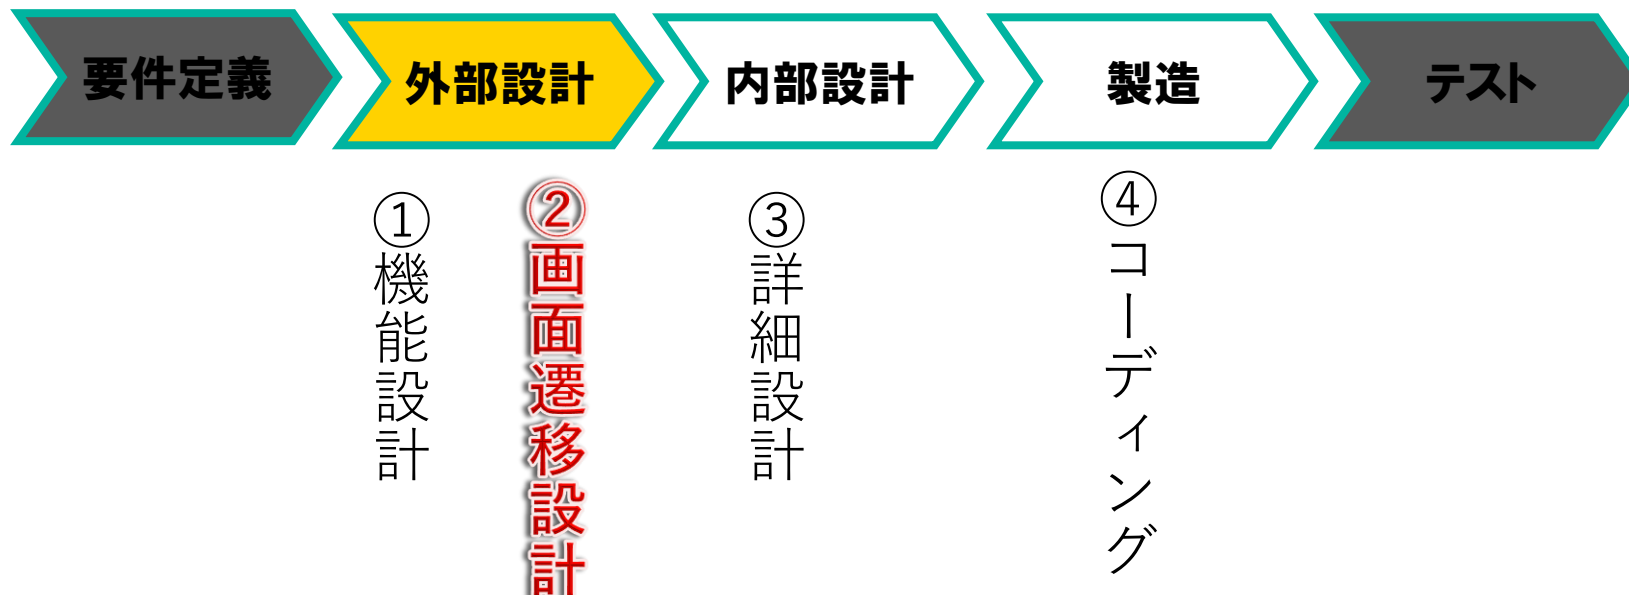 要件定義
外部設計
内部設計
製造
テスト
①機能設計
②画面遷移設計
③詳細設計
④コーディング